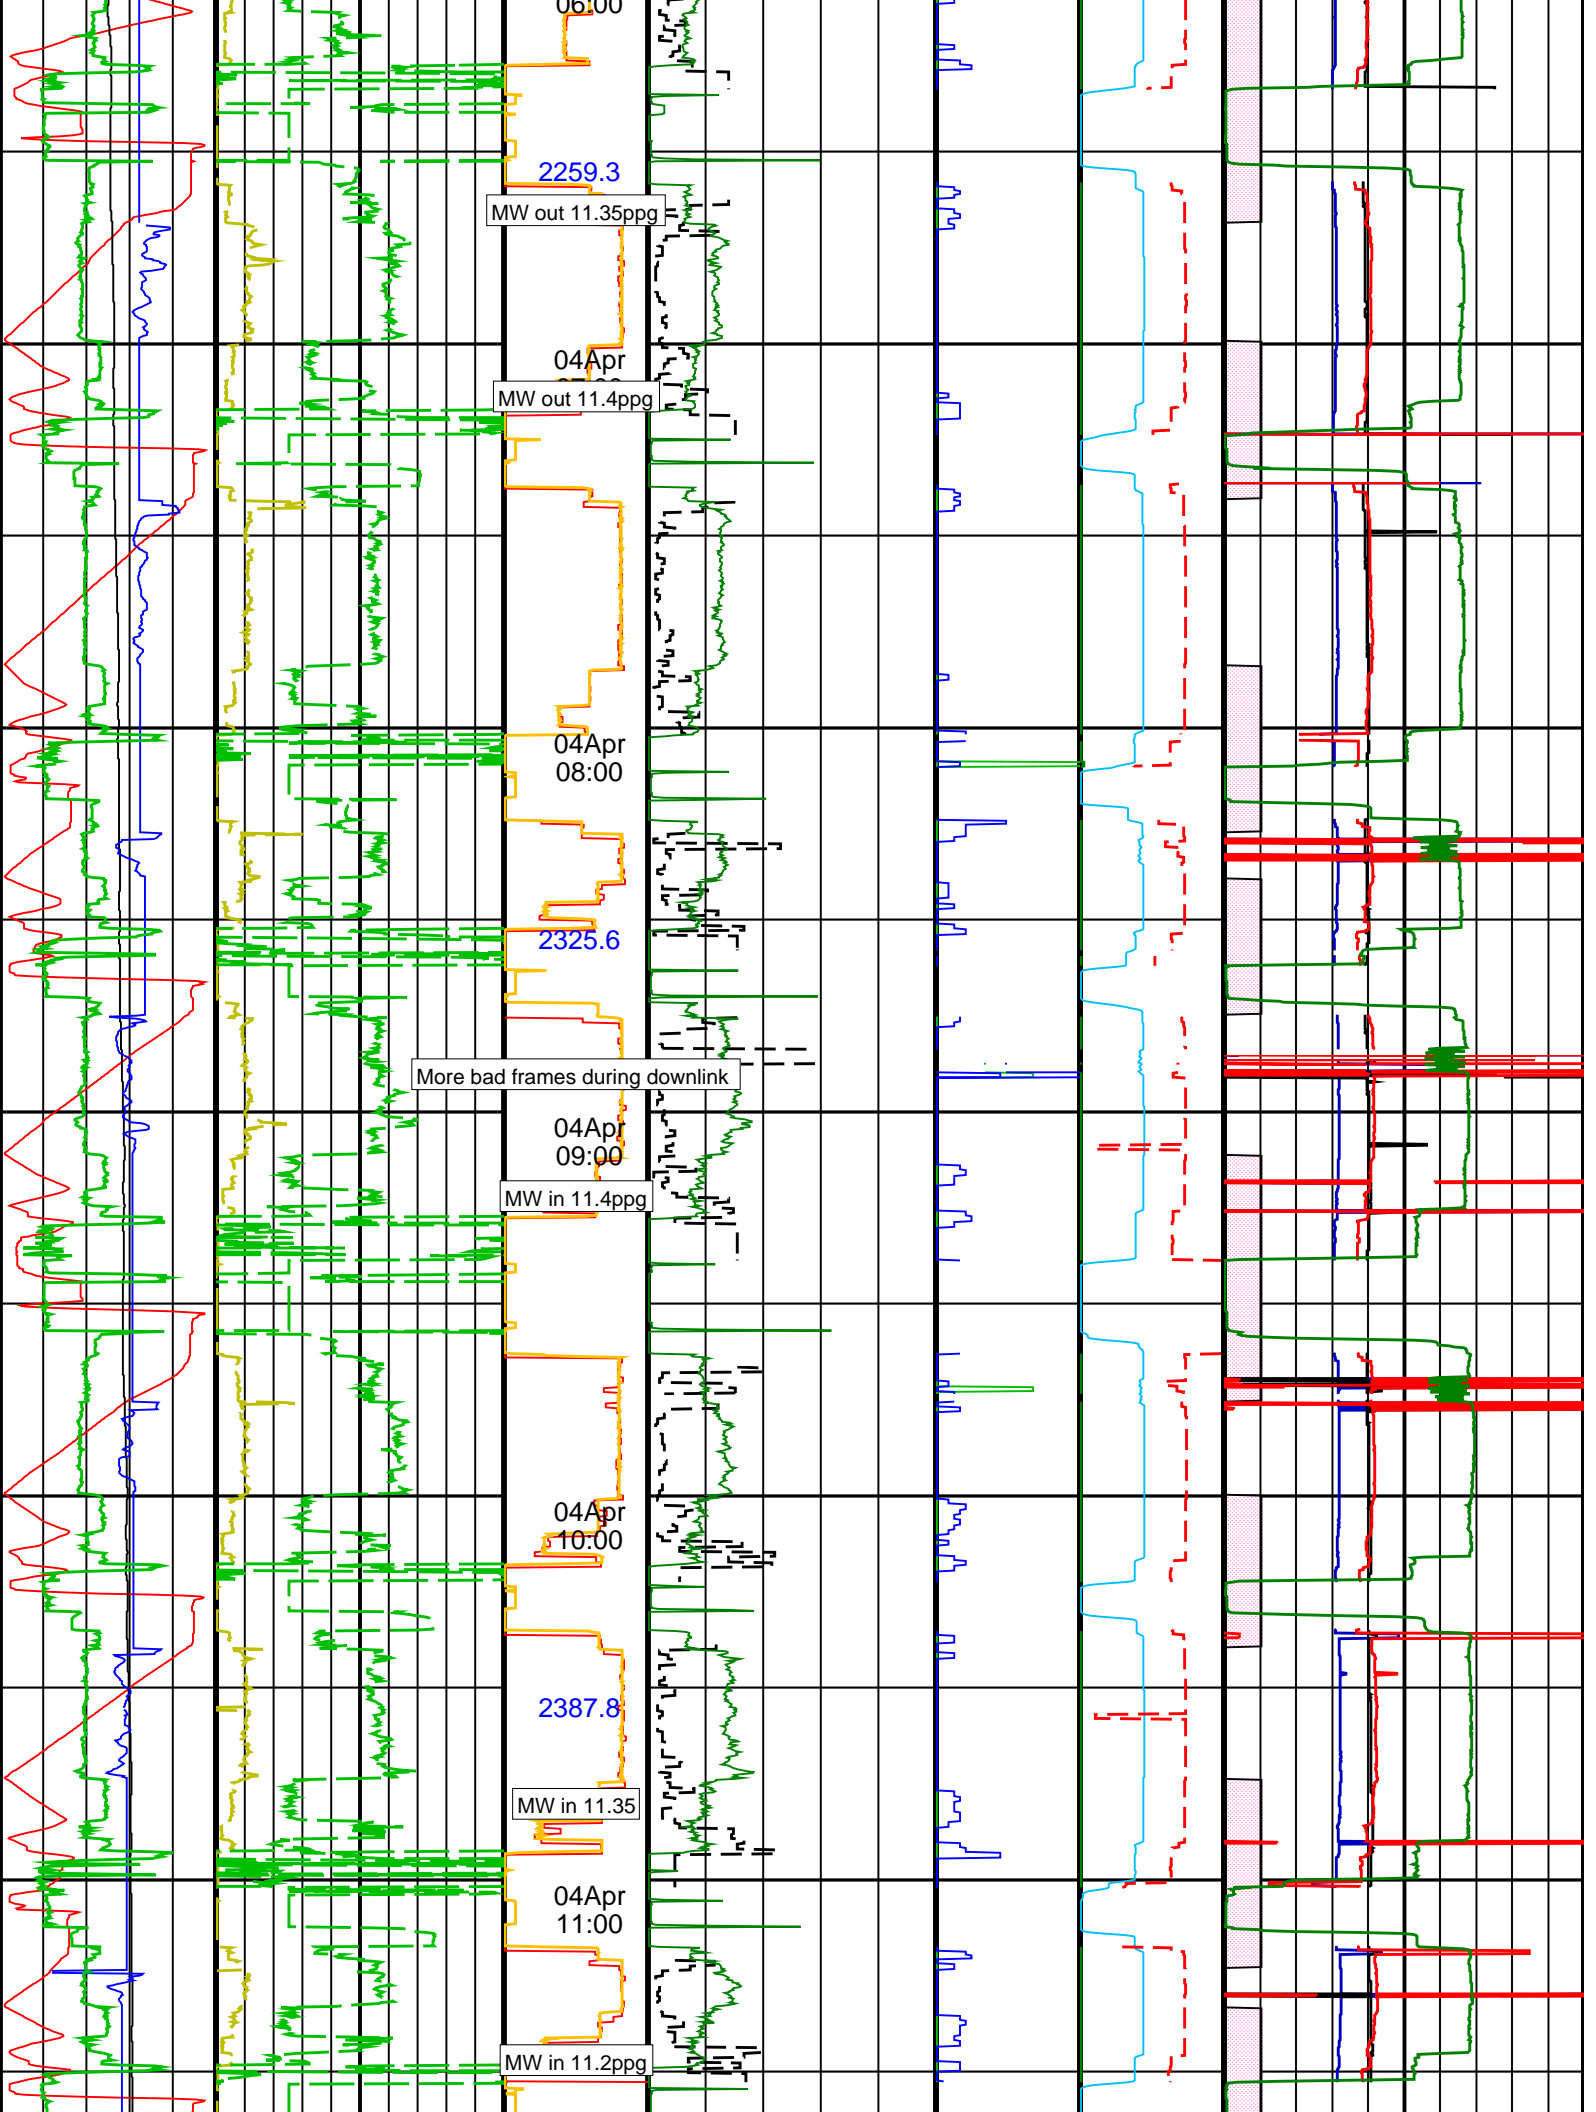 06:00
2259.3
MW out 11.35ppg
04Apr
MW out 11.4ppg
04Apr
08:00
2325.6
More bad frames during downlink
04Apr
09:00
MW in 11.4ppg
04Apr
10:00
2387.8
MW in 11.35
04Apr
11:00
MW in 11.2ppg